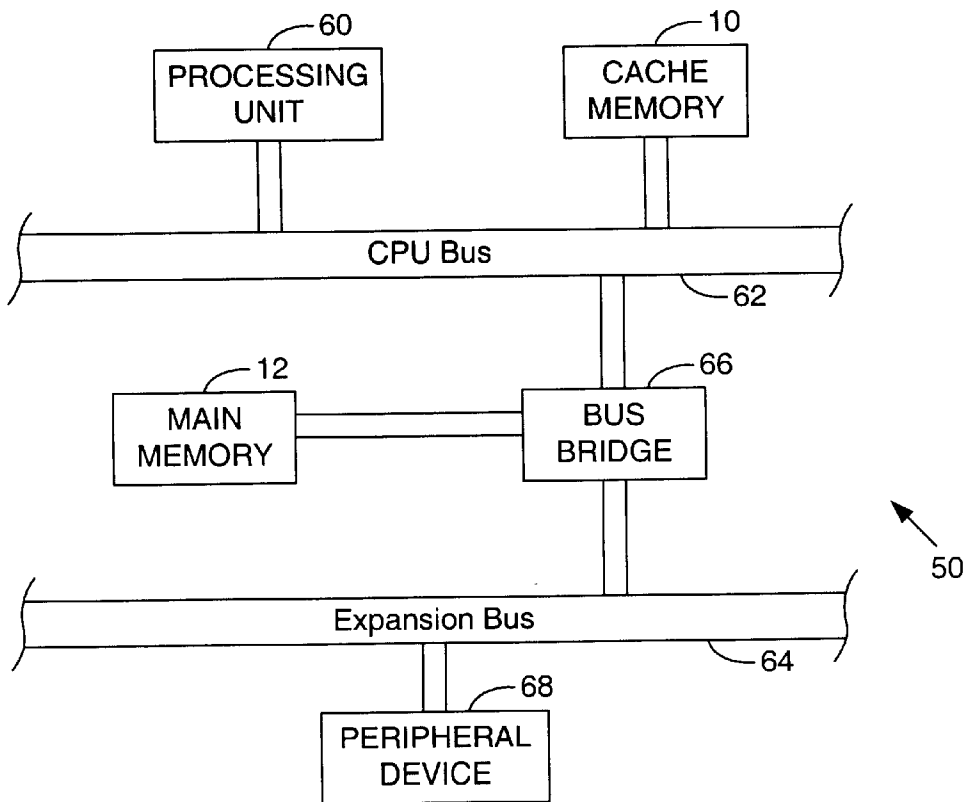 60
PROCESSING
UNIT
10
CACHE
MEMORY
CPU Bus
62
12
MAIN
MEMORY
66
BUS
BRIDGE
50
Expansion Bus
64
68
PERIPHERAL
DEVICE